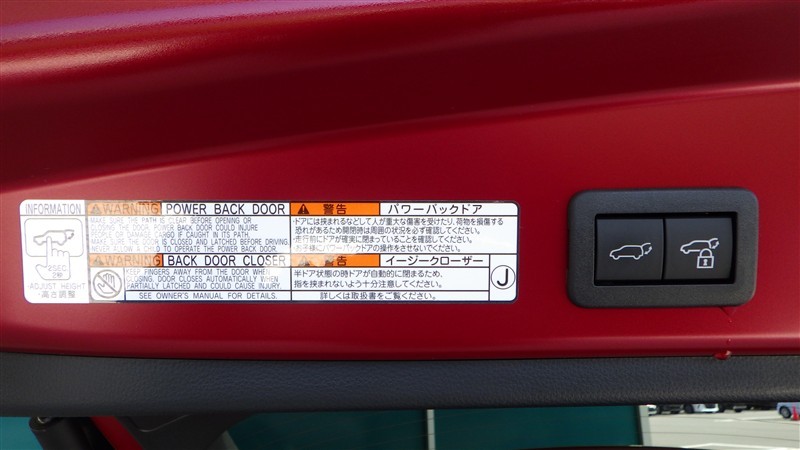 INFORMATION
2SEC
2秒
-ADJUST HEIGHT
-高さ調整
WARNING POWER BACK DOOR
MAKE SURE THE PATH IS CLEAR BEFORE OPENING OR
CLOSING THE DOOR. POWER BACK DOOR COULD INJURE
PEOPLE OR DAMAGE CARGO IF CAUGHT IN ITS PATH.
MAKE SURE THE DOOR IS CLOSED AND LATCHED BEFORE DRIVING.
TO OPERATE THE POWER BACK DOOR.
WARNING BACK DOOR CLOSER
KEEP FINGERS AWAY FROM THE DOOR WHEN
CLOSING. DOOR CLOSES AUTOMATICALLY WHEN
PARTIALLY LATCHED AND COULD CAUSE INJURY.
SEE OWNER'S MANUAL FOR DETAILS.
警告 パワーバックドア
・ドアには挟まれるなどして人が重大な傷害を受けたり、荷物を損傷する
恐れがあるため開閉時は周囲の状況を必ず確認してください。
・走行前にドアが確実に閉まっていることを確認してください。
・お子様にパワーバックドアの操作をさせないでください。
警告 イージークローザー
半ドア状態の時ドアが自動的に閉まるため、
指を挟まれないよう十分注意してください。
詳しくは取扱書をご覧ください。
J